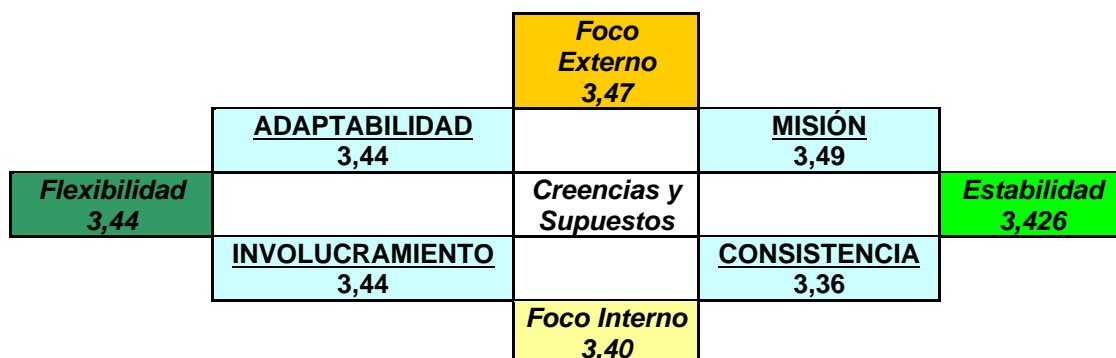 Foco
Externo
3,47
ADAPTABILIDAD
3,44
MISIÓN
3,49
Flexibilidad
3,44
Creencias y
Supuestos
Estabilidad
3,426
INVOLUCRAMIENTO
3,44
CONSISTENCIA
3,36
Foco Interno
3,40